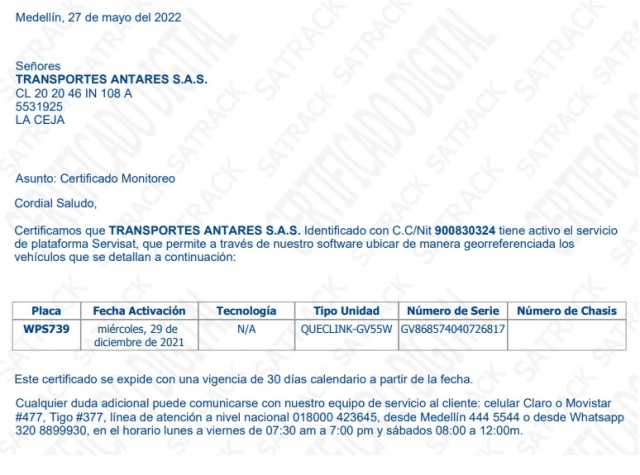 Medellín, 27 de mayo del 2022
Señores
TRANSPORTES ANTARES S.A.S.
CL 20 20 46 IN 108 A
5531925
LA CEJA
Asunto: Certificado Monitoreo
Cordial Saludo,
Certificamos que TRANSPORTES ANTARES S.A.S. Identificado con C.C/Nit 900830324 tiene activo el servicio
de plataforma Servisat, que permite a través de nuestro software ubicar de manera georreferenciada los
vehículos que se detallan a continuación:
Placa Fecha Activación Tecnología Tipo Unidad Número de Serie Número de Chasis
WPS739 miércoles, 29 de diciembre de 2021 N/A QUECLINK-GV55W GV868574040726817
Este certificado se expide con una vigencia de 30 días calendario a partir de la fecha.
Cualquier duda adicional puede comunicarse con nuestro equipo de servicio al cliente: celular Claro o Movistar
#477, Tigo #377, línea de atención a nivel nacional 018000 423645, desde Medellín 444 5544 o desde Whatsapp
320 8899930, en el horario lunes a viernes de 07:30 am a 7:00 pm y sábados 08:00 a 12:00m.
SATRACK
CERTIFICADO DIGITAL